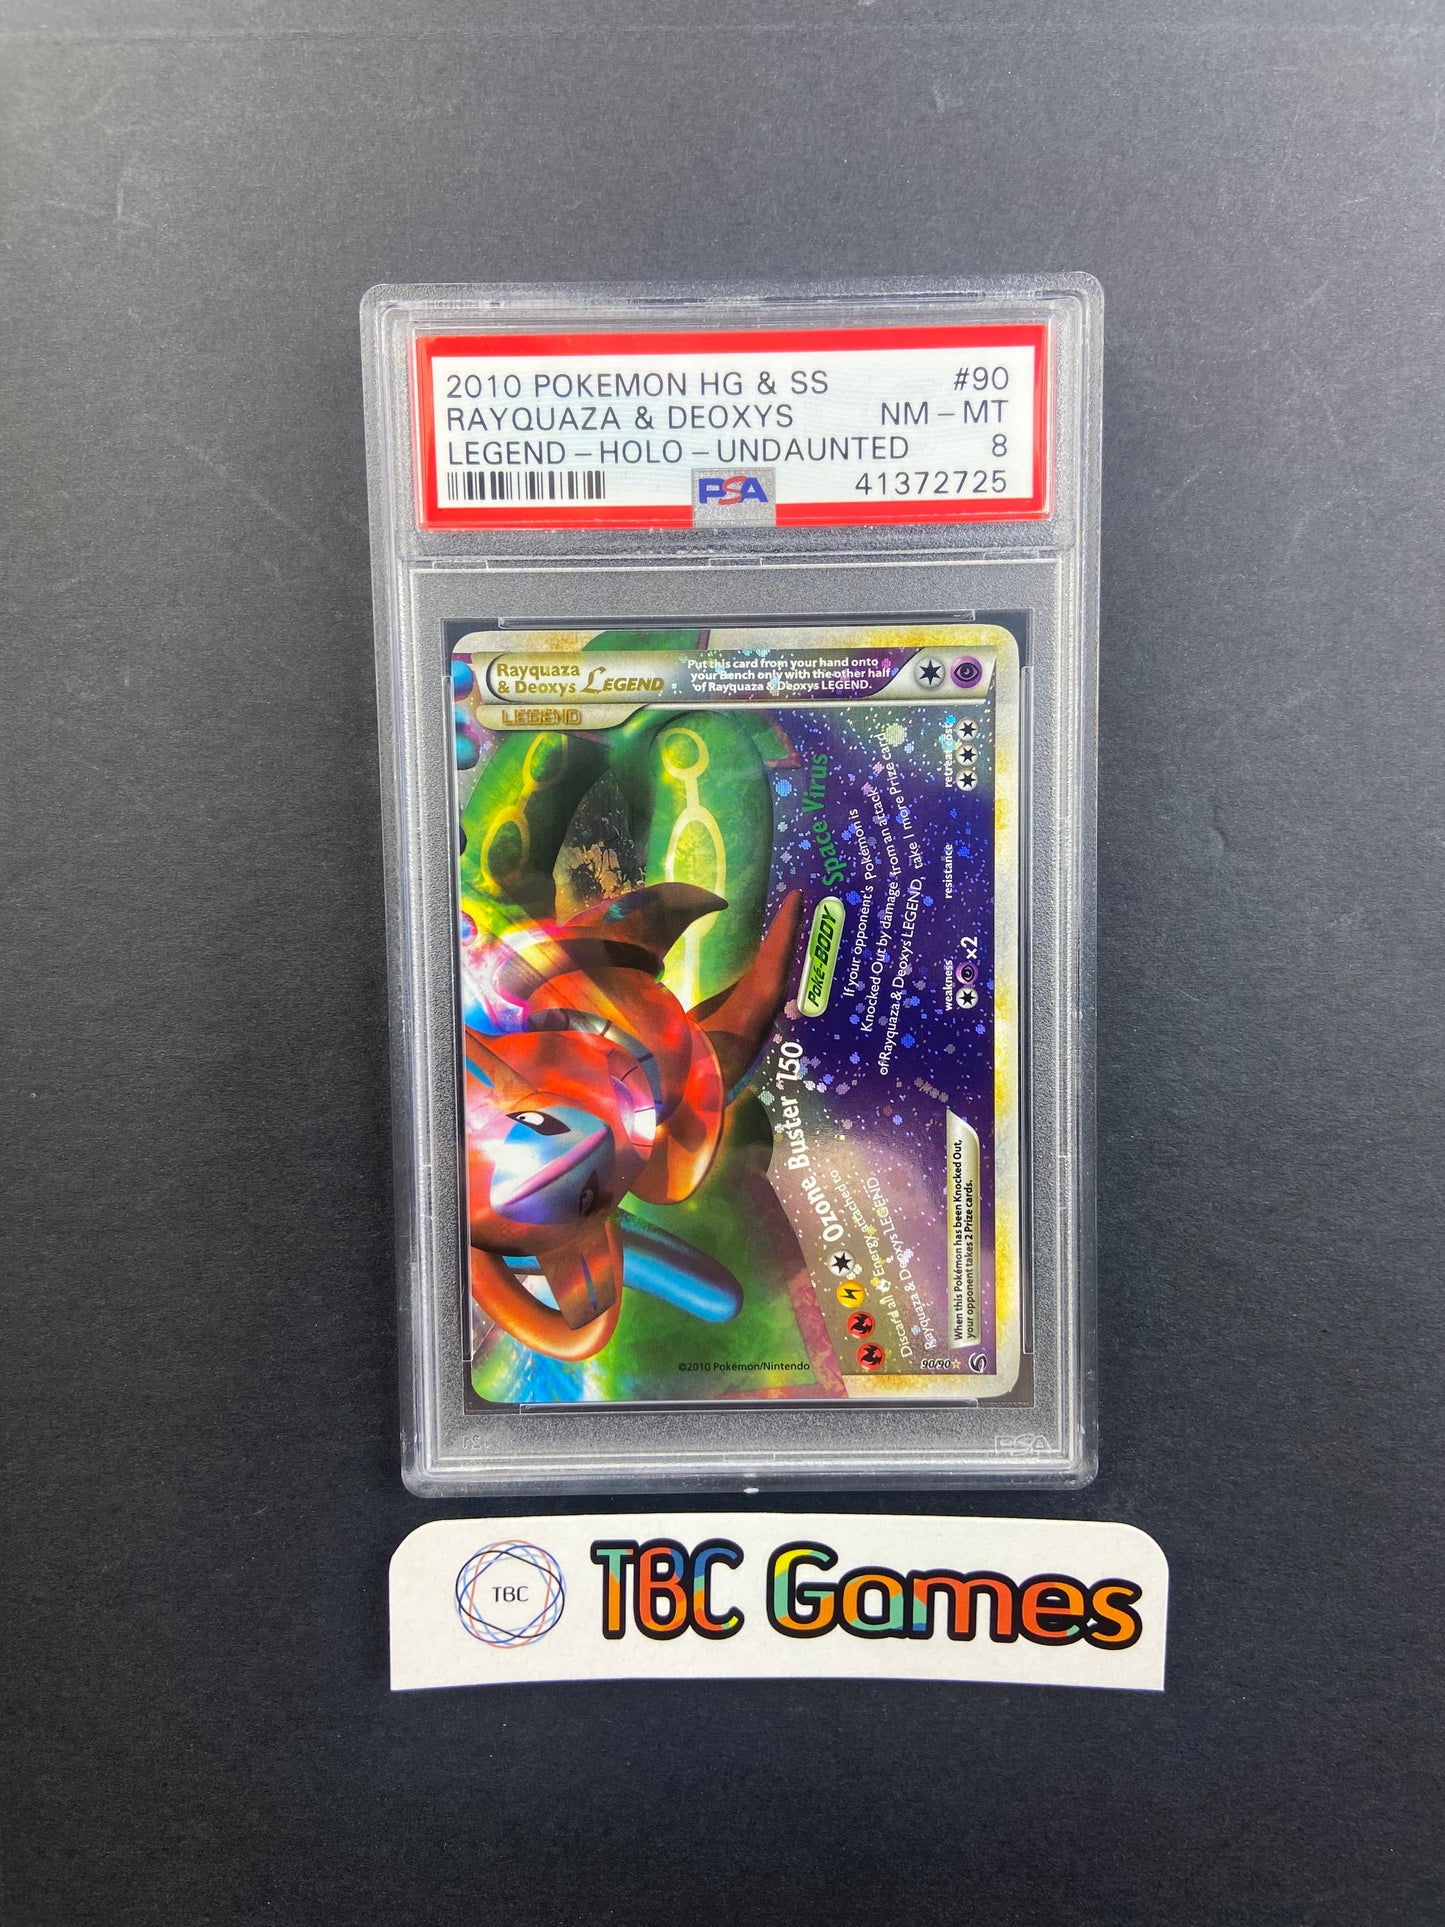 2010 POKEMON HG & SS #90
RAYQUAZA & DEOXYS NM - MT
LEGEND - HOLO - UNDAUNTED 8
PSA 41372725
Rayquaza
& Deoxys LEGEND
LEGEND
Put this card from your hand onto
your Bench only with the other half
of Rayquaza & Deoxys LEGEND.
Poké-BODY Space Virus
If your opponent's Pokémon is
Knocked Out by damage from an attack
of Rayquaza & Deoxys LEGEND, take 1 more Prize card.
Ozone Buster 150
Discard all Energy attached to
Rayquaza & Deoxys LEGEND
weakness
×2
resistance
retreat cost
When this Pokémon has been Knocked Out,
your opponent takes 2 Prize cards.
90/90
©2010 Pokémon/Nintendo
PSA
TBC
TBC Games